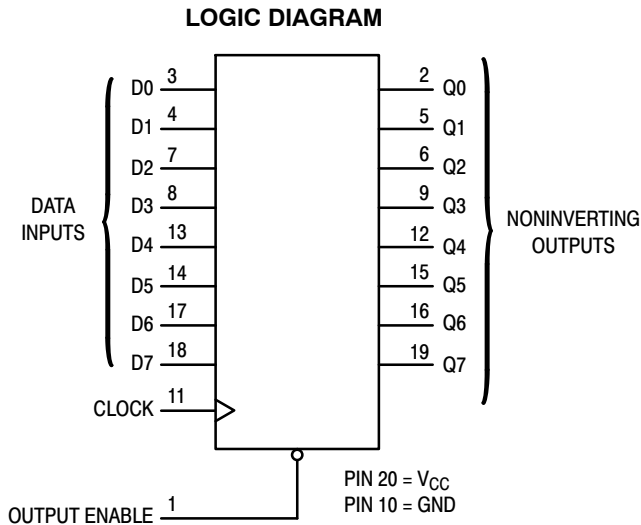 LOGIC DIAGRAM
D0 3
2 Q0
D1 4
5 Q1
D2 7
6 Q2
D3 8
9 Q3
DATA
INPUTS
NONINVERTING
OUTPUTS
D4 13
12 Q4
D5 14
15 Q5
D6 17
16 Q6
D7 18
19 Q7
CLOCK 11
PIN 20 = VCC
PIN 10 = GND
OUTPUT ENABLE 1